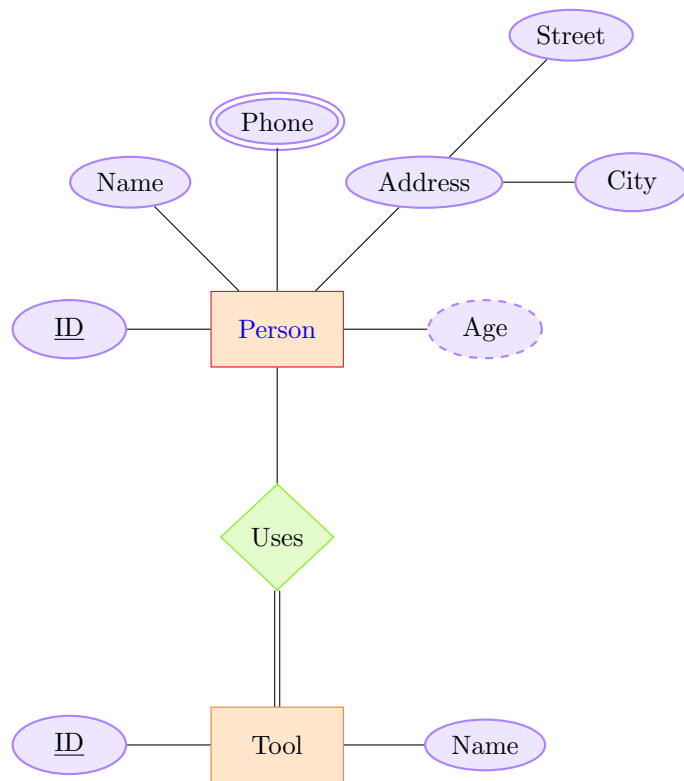 Street
Phone
Name
Address
City
ID
Person
Age
Uses
ID
Tool
Name